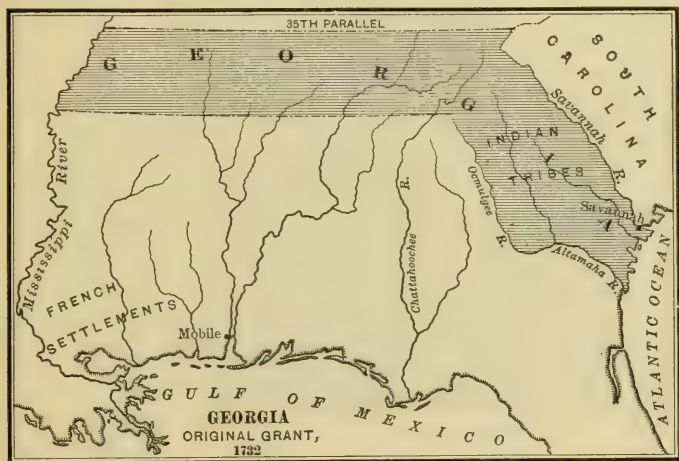 35TH PARALLEL
GEORGIA
SOUTH
CAROLINA
Savannah R.
INDIAN
TRIBES
Savannah
Ocmulgee R.
Altamaha R.
Chattahoochee R.
Mississippi River
FRENCH
SETTLEMENTS
Mobile
ATLANTIC OCEAN
GULF OF MEXICO
GEORGIA
ORIGINAL GRANT,
1732